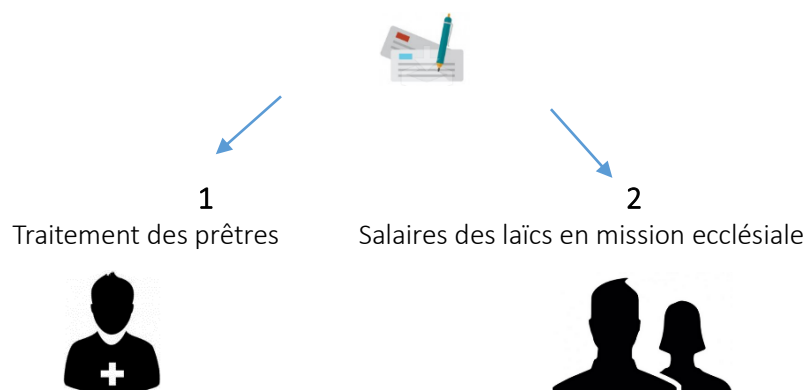 1
2
Traitement des prêtres
Salaires des laïcs en mission ecclésiale